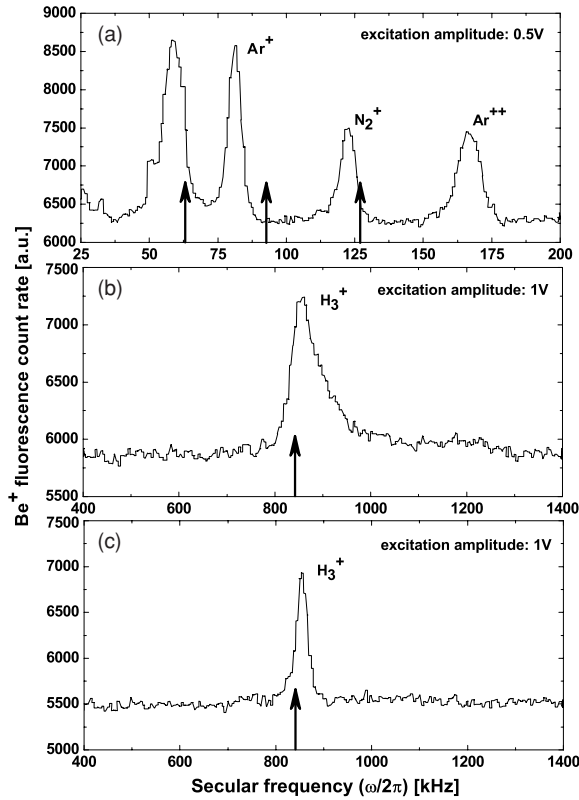 Be⁺ fluorescence count rate [a.u.]
(a)
excitation amplitude: 0.5V
Ar⁺
N₂⁺
Ar⁺⁺
9000
8500
8000
7500
7000
6500
6000
25 50 75 100 125 150 175 200
(b)
excitation amplitude: 1V
H₃⁺
7500
7000
6500
6000
5500
400 600 800 1000 1200 1400
(c)
excitation amplitude: 1V
H₃⁺
7500
7000
6500
6000
5500
5000
400 600 800 1000 1200 1400
Secular frequency (ω/2π) [kHz]